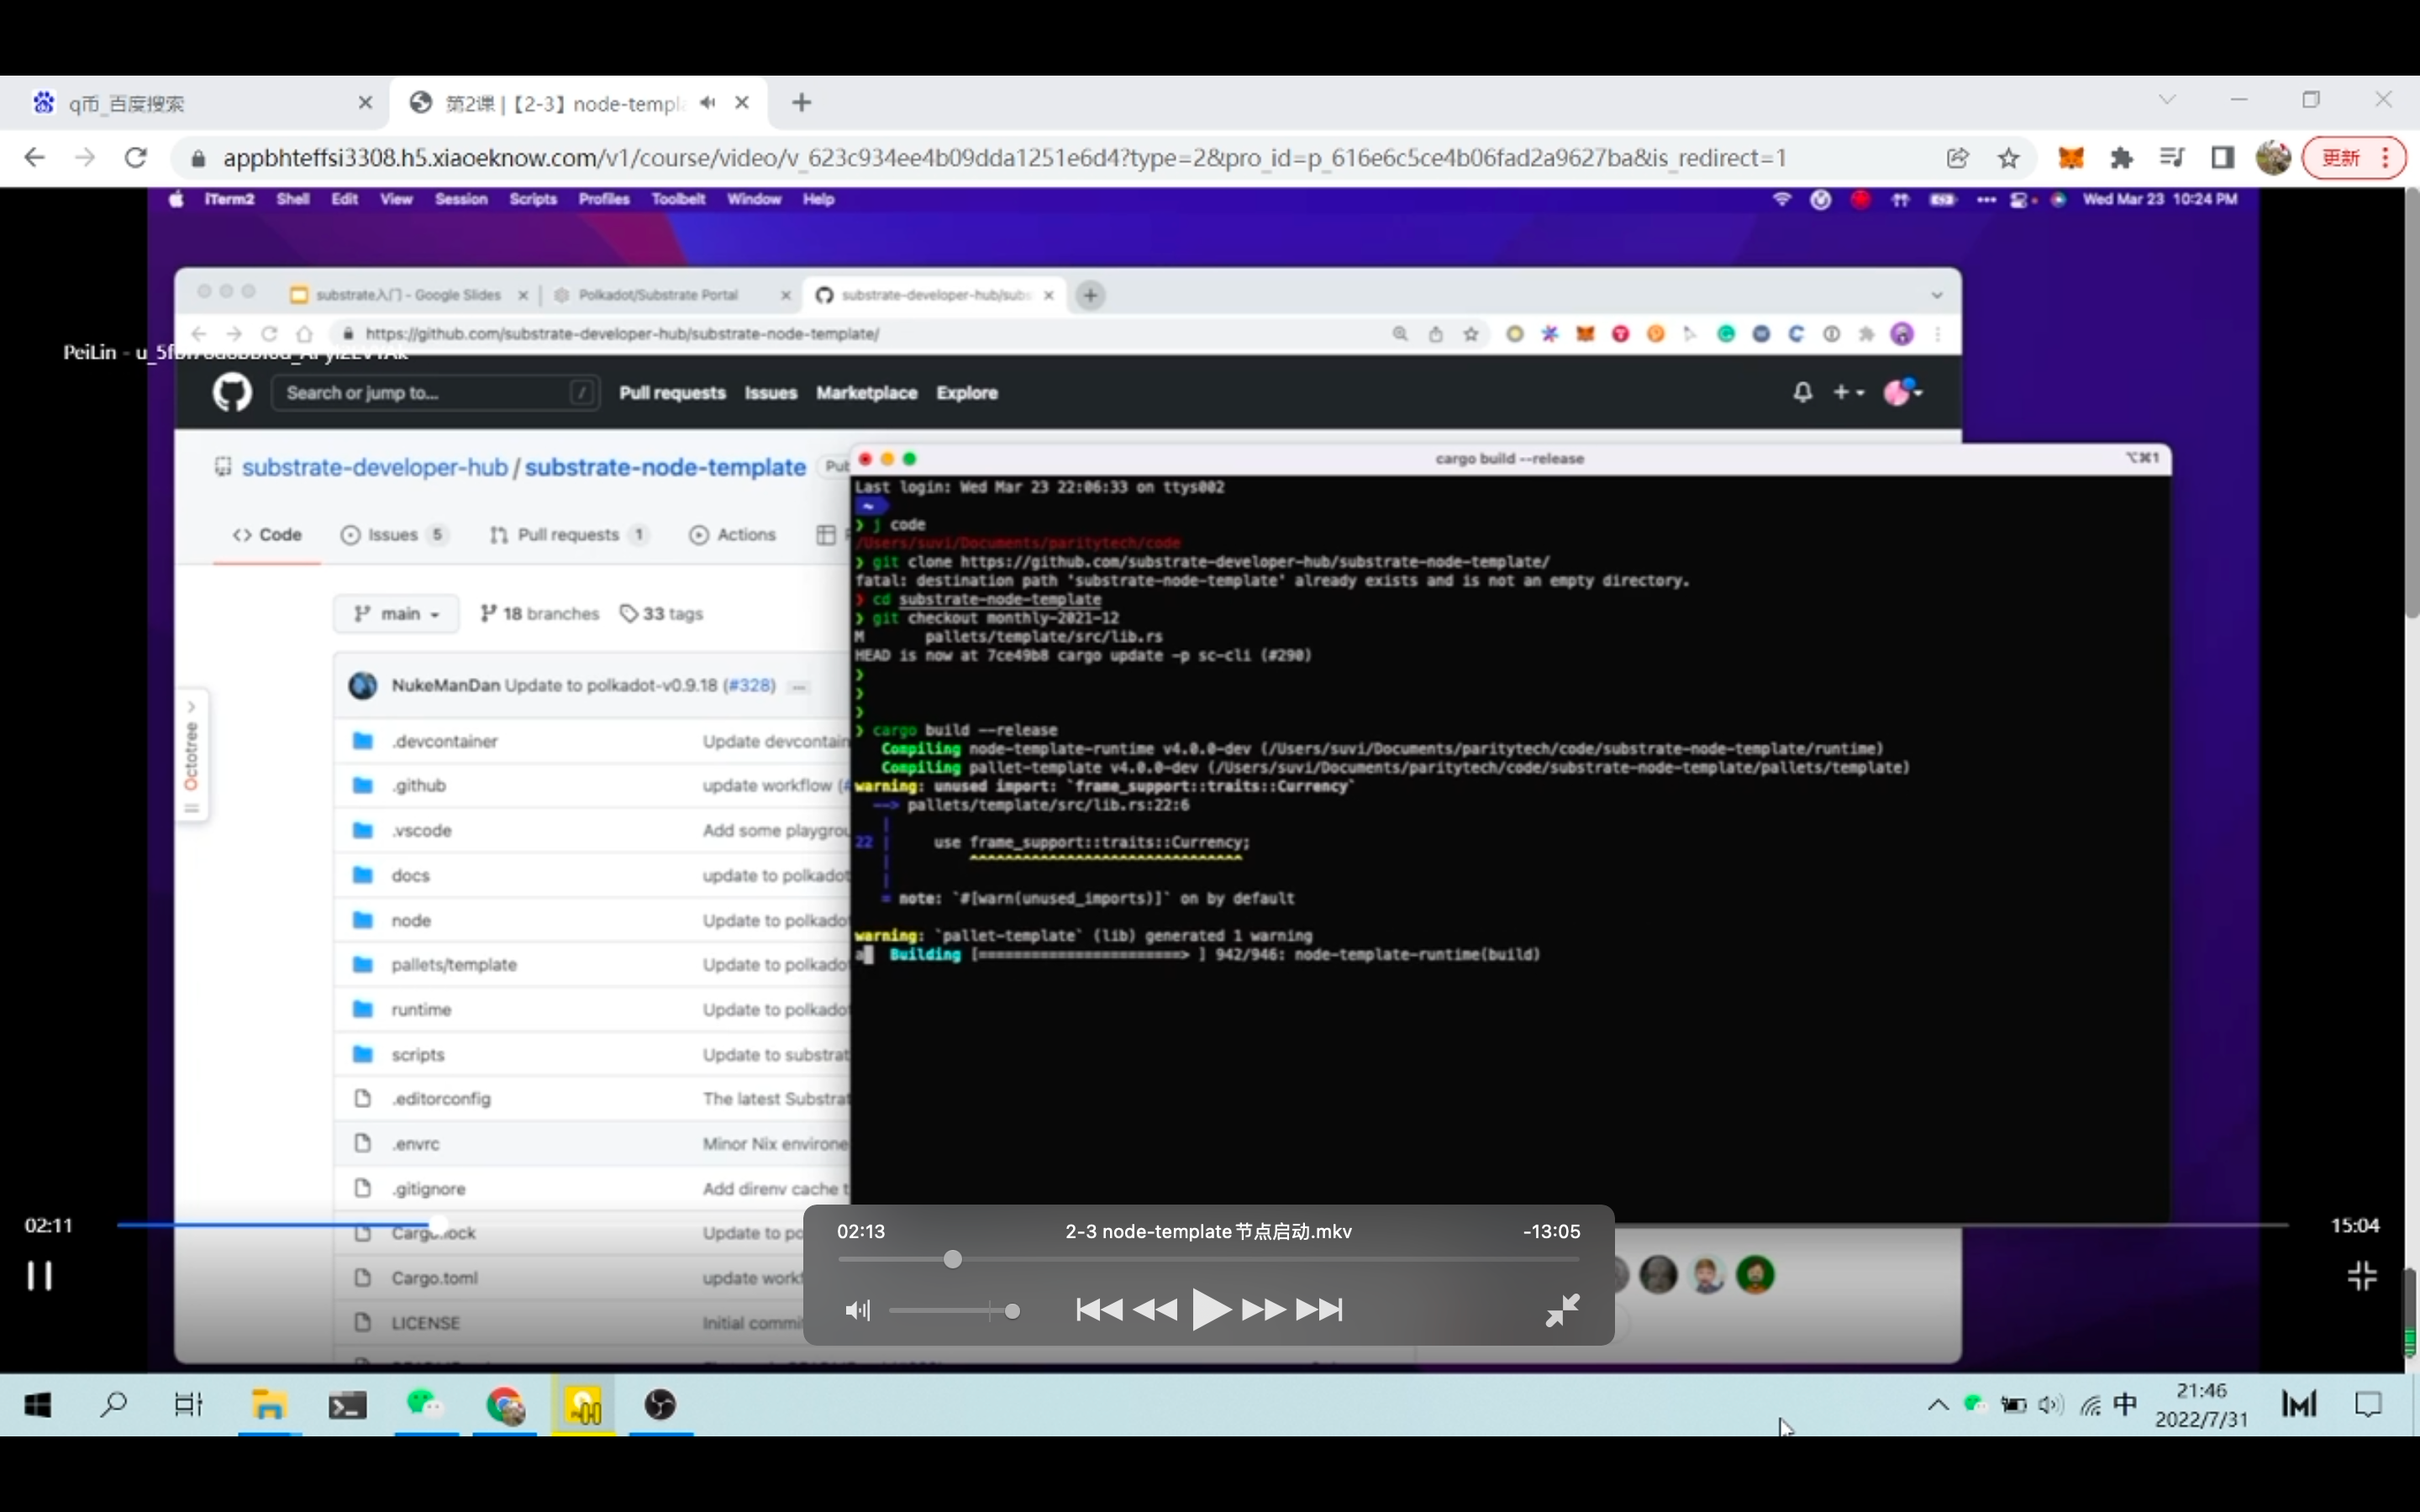 q币_百度搜索
第2课 |【2-3】node-templa
appbhteffsi3308.h5.xiaoeknow.com/v1/course/video/v_623c934ee4b09dda1251e6d4?type=2&pro_id=p_616e6c5ce4b06fad2a9627ba&is_redirect=1
更新
iTerm2 Shell Edit View Session Scripts Profiles Toolbelt Window Help
Wed Mar 23 10:24 PM
substrate入门 - Google Slides
Polkadot/Substrate Portal
substrate-developer-hub/subs
https://github.com/substrate-developer-hub/substrate-node-template/
PeiLin
Search or jump to...
/
Pull requests Issues Marketplace Explore
substrate-developer-hub / substrate-node-template
Pub
Code
Issues 5
Pull requests 1
Actions
main
18 branches
33 tags
NukeManDan Update to polkadot-v0.9.18 (#328) ...
.devcontainer Update devcontain
.github update workflow (#
.vscode Add some playgrou
docs update to polkadot
node Update to polkadot
pallets/template Update to polkadot
runtime Update to polkadot
scripts Update to substrat
.editorconfig The latest Substrat
.envrc Minor Nix environe
.gitignore Add direnv cache t
Update to po
Cargo.toml update workf
LICENSE Initial commi
Octotree
cargo build --release
⌥⌘1
Last login: Wed Mar 23 22:06:33 on ttys002
~
❯ j code
/Users/suvi/Documents/paritytech/code
❯ git clone https://github.com/substrate-developer-hub/substrate-node-template/
fatal: destination path 'substrate-node-template' already exists and is not an empty directory.
❯ cd substrate-node-template
❯ git checkout monthly-2021-12
M pallets/template/src/lib.rs
HEAD is now at 7ce49b8 cargo update -p sc-cli (#290)
❯
❯
❯
❯ cargo build --release
Compiling node-template-runtime v4.0.0-dev (/Users/suvi/Documents/paritytech/code/substrate-node-template/runtime)
Compiling pallet-template v4.0.0-dev (/Users/suvi/Documents/paritytech/code/substrate-node-template/pallets/template)
warning: unused import: `frame_support::traits::Currency`
--> pallets/template/src/lib.rs:22:6
|
22 | use frame_support::traits::Currency;
| ^^^^^^^^^^^^^^^^^^^^^^^^^^^^^^^
|
= note: `#[warn(unused_imports)]` on by default
warning: `pallet-template` (lib) generated 1 warning
a Building [=======================> ] 942/946: node-template-runtime(build)
02:11
15:04
02:13
2-3 node-template节点启动.mkv
-13:05
中
21:46
2022/7/31